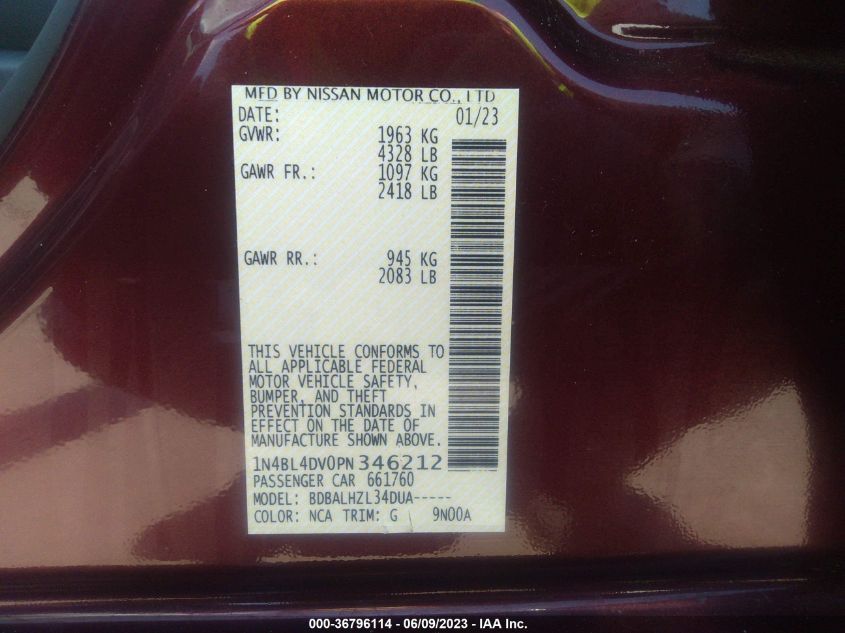 MFD BY NISSAN MOTOR CO., LTD
DATE: 01/23
GVWR: 1963 KG
4328 LB
GAWR FR.: 1097 KG
2418 LB
GAWR RR.: 945 KG
2083 LB
THIS VEHICLE CONFORMS TO
ALL APPLICABLE FEDERAL
MOTOR VEHICLE SAFETY,
BUMPER, AND THEFT
PREVENTION STANDARDS IN
EFFECT ON THE DATE OF
MANUFACTURE SHOWN ABOVE.
1N4BL4DV0PN346212
PASSENGER CAR 661760
MODEL: BDBALHZL34DUA-----
COLOR: NCA TRIM: G 9N00A
000-36796114 - 06/09/2023 - IAA Inc.